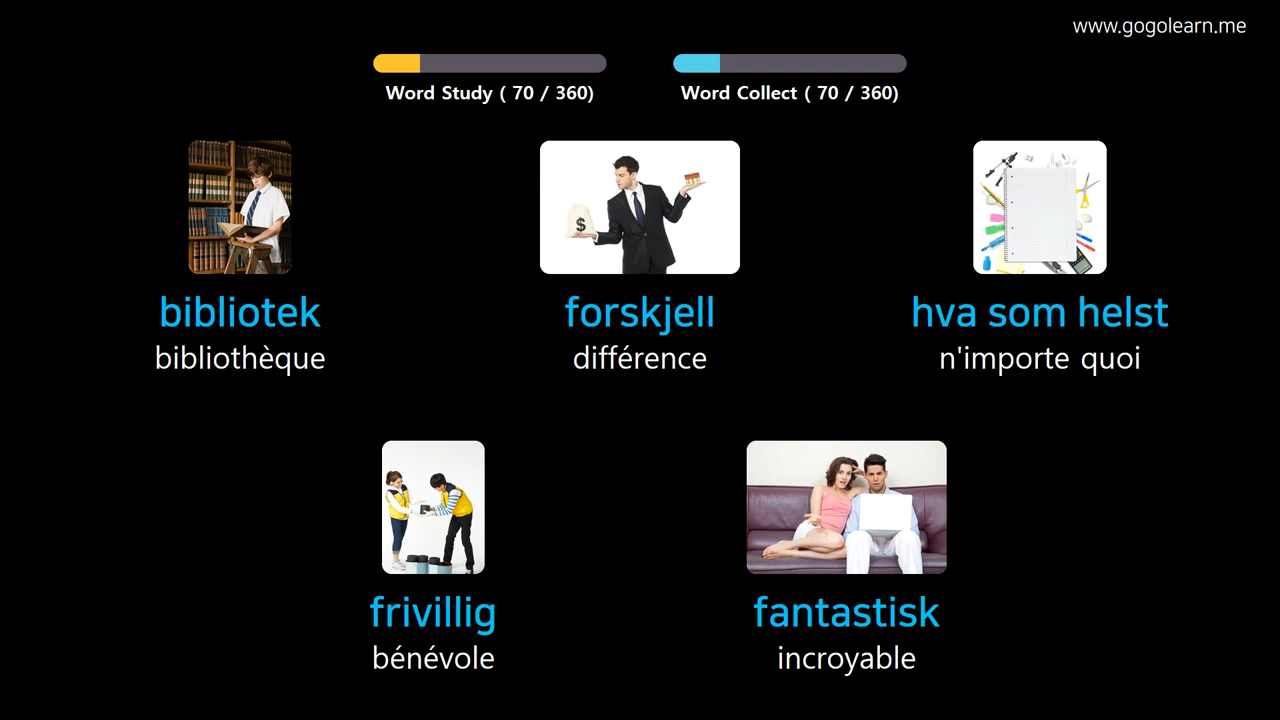 www.gogolearn.me
Word Study ( 70 / 360)
Word Collect ( 70 / 360)
$
bibliotek
bibliothèque
forskjell
différence
hva som helst
n'importe quoi
frivillig
bénévole
fantastisk
incroyable